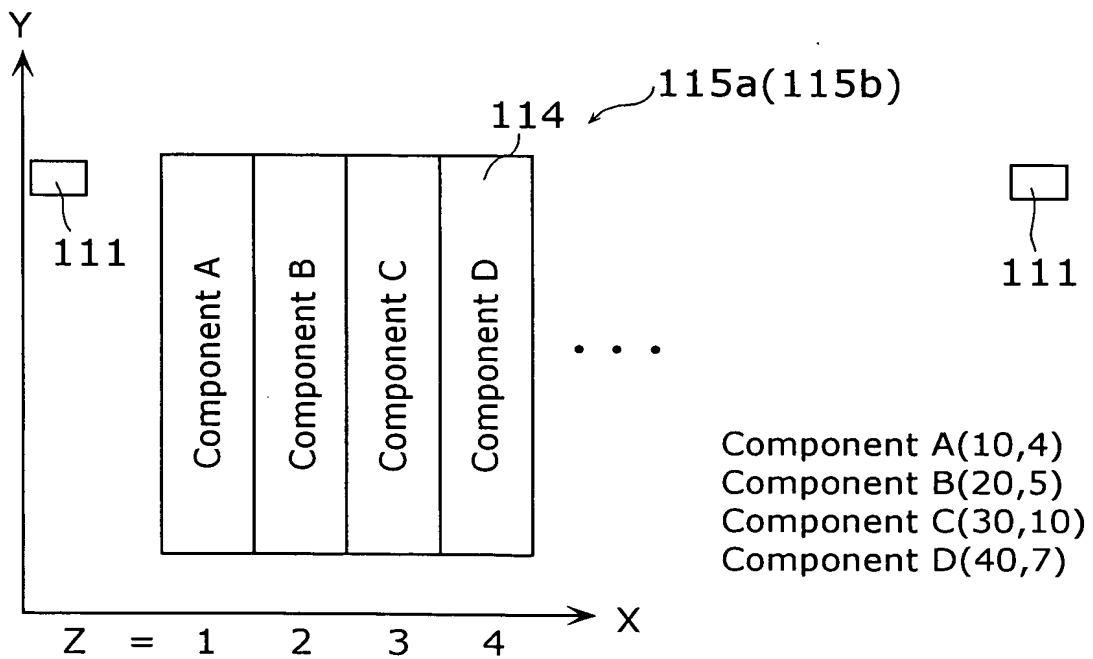 Y
115a(115b)
114
111
111
Component A
Component B
Component C
Component D
. . .
Component A(10,4)
Component B(20,5)
Component C(30,10)
Component D(40,7)
X
Z = 1 2 3 4